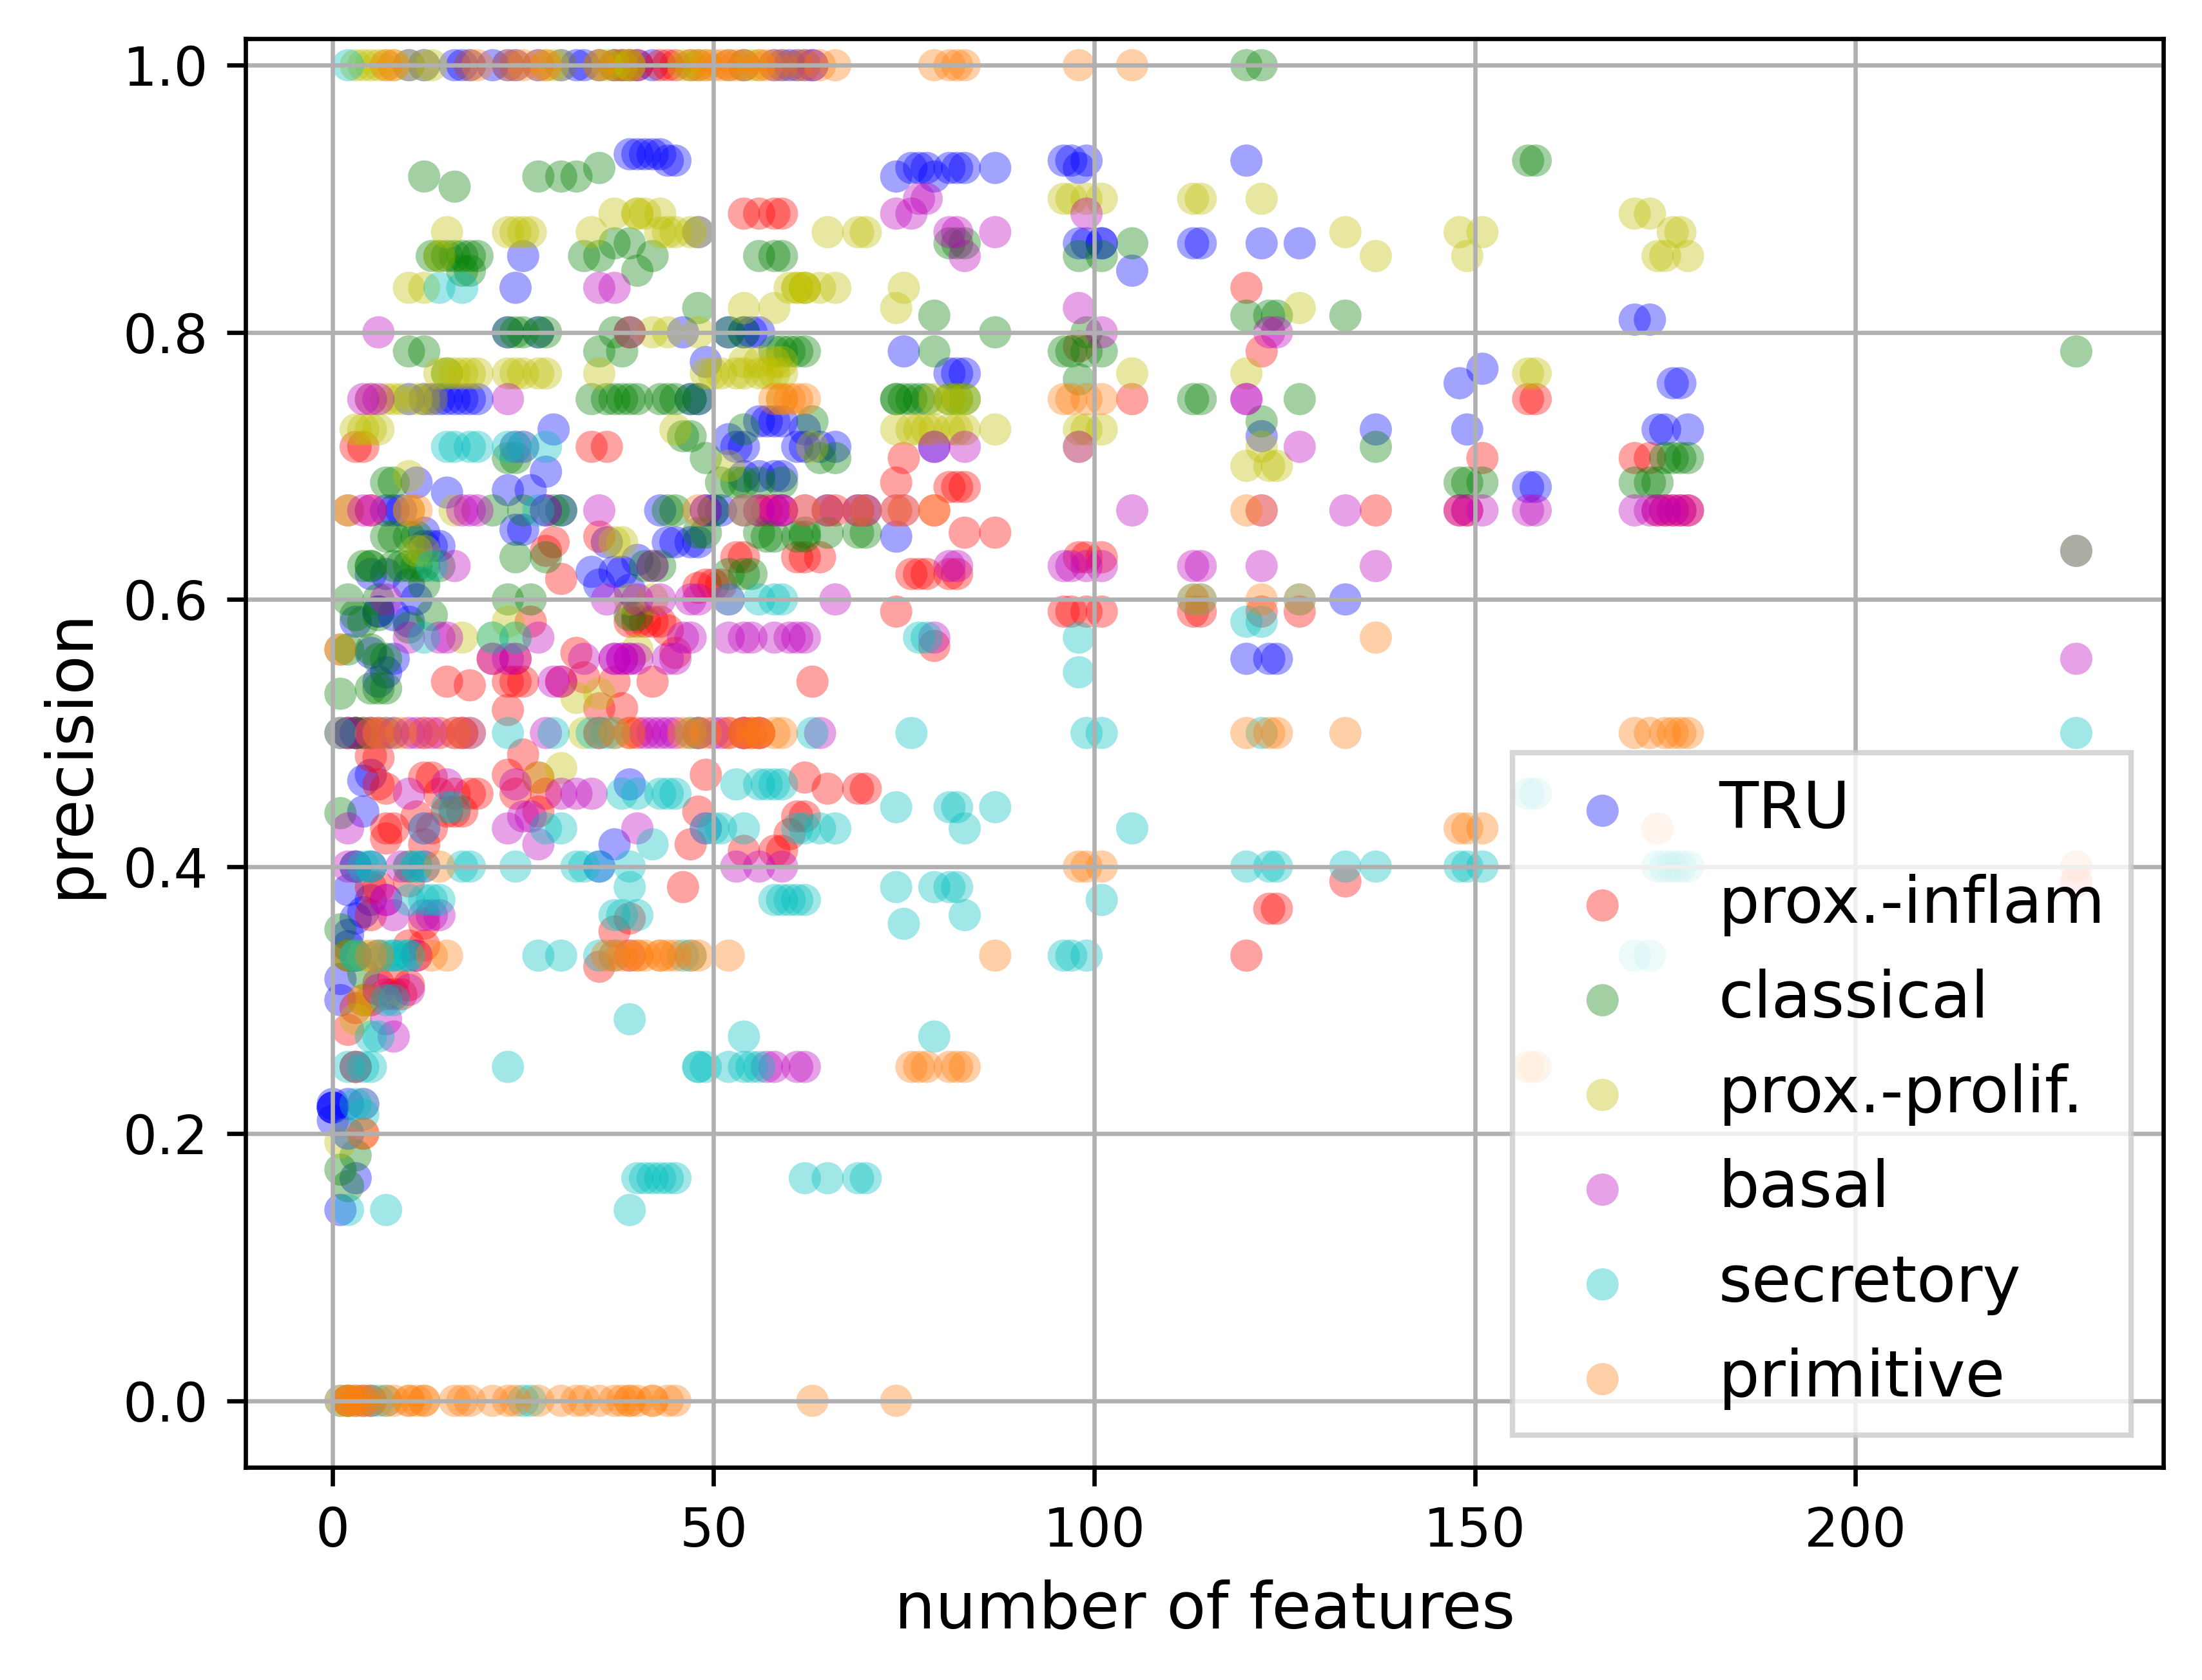 1.0
0.8
0.6
0.4
0.2
0.0
precision
0
50
100
150
200
number of features
TRU
prox.-inflam
classical
prox.-prolif.
basal
secretory
primitive